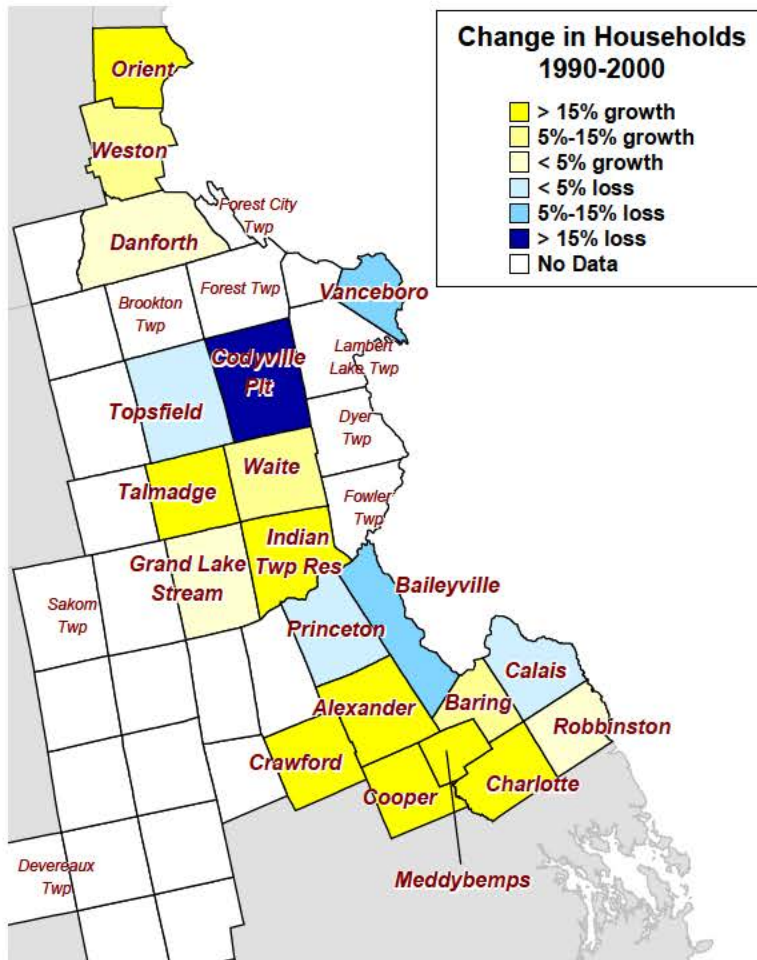 Change in Households
1990-2000
> 15% growth
5%-15% growth
< 5% growth
< 5% loss
5%-15% loss
> 15% loss
No Data
Orient
Weston
Forest City
Twp
Danforth
Forest Twp
Vanceboro
Brookton
Twp
Lambert
Lake Twp
Codyville
Plt
Topsfield
Dyer
Twp
Waite
Talmadge
Fowler
Twp
Indian
Twp Res
Grand Lake
Stream
Baileyville
Sakom
Twp
Princeton
Calais
Baring
Alexander
Robbinston
Crawford
Charlotte
Cooper
Devereaux
Twp
Meddybemps